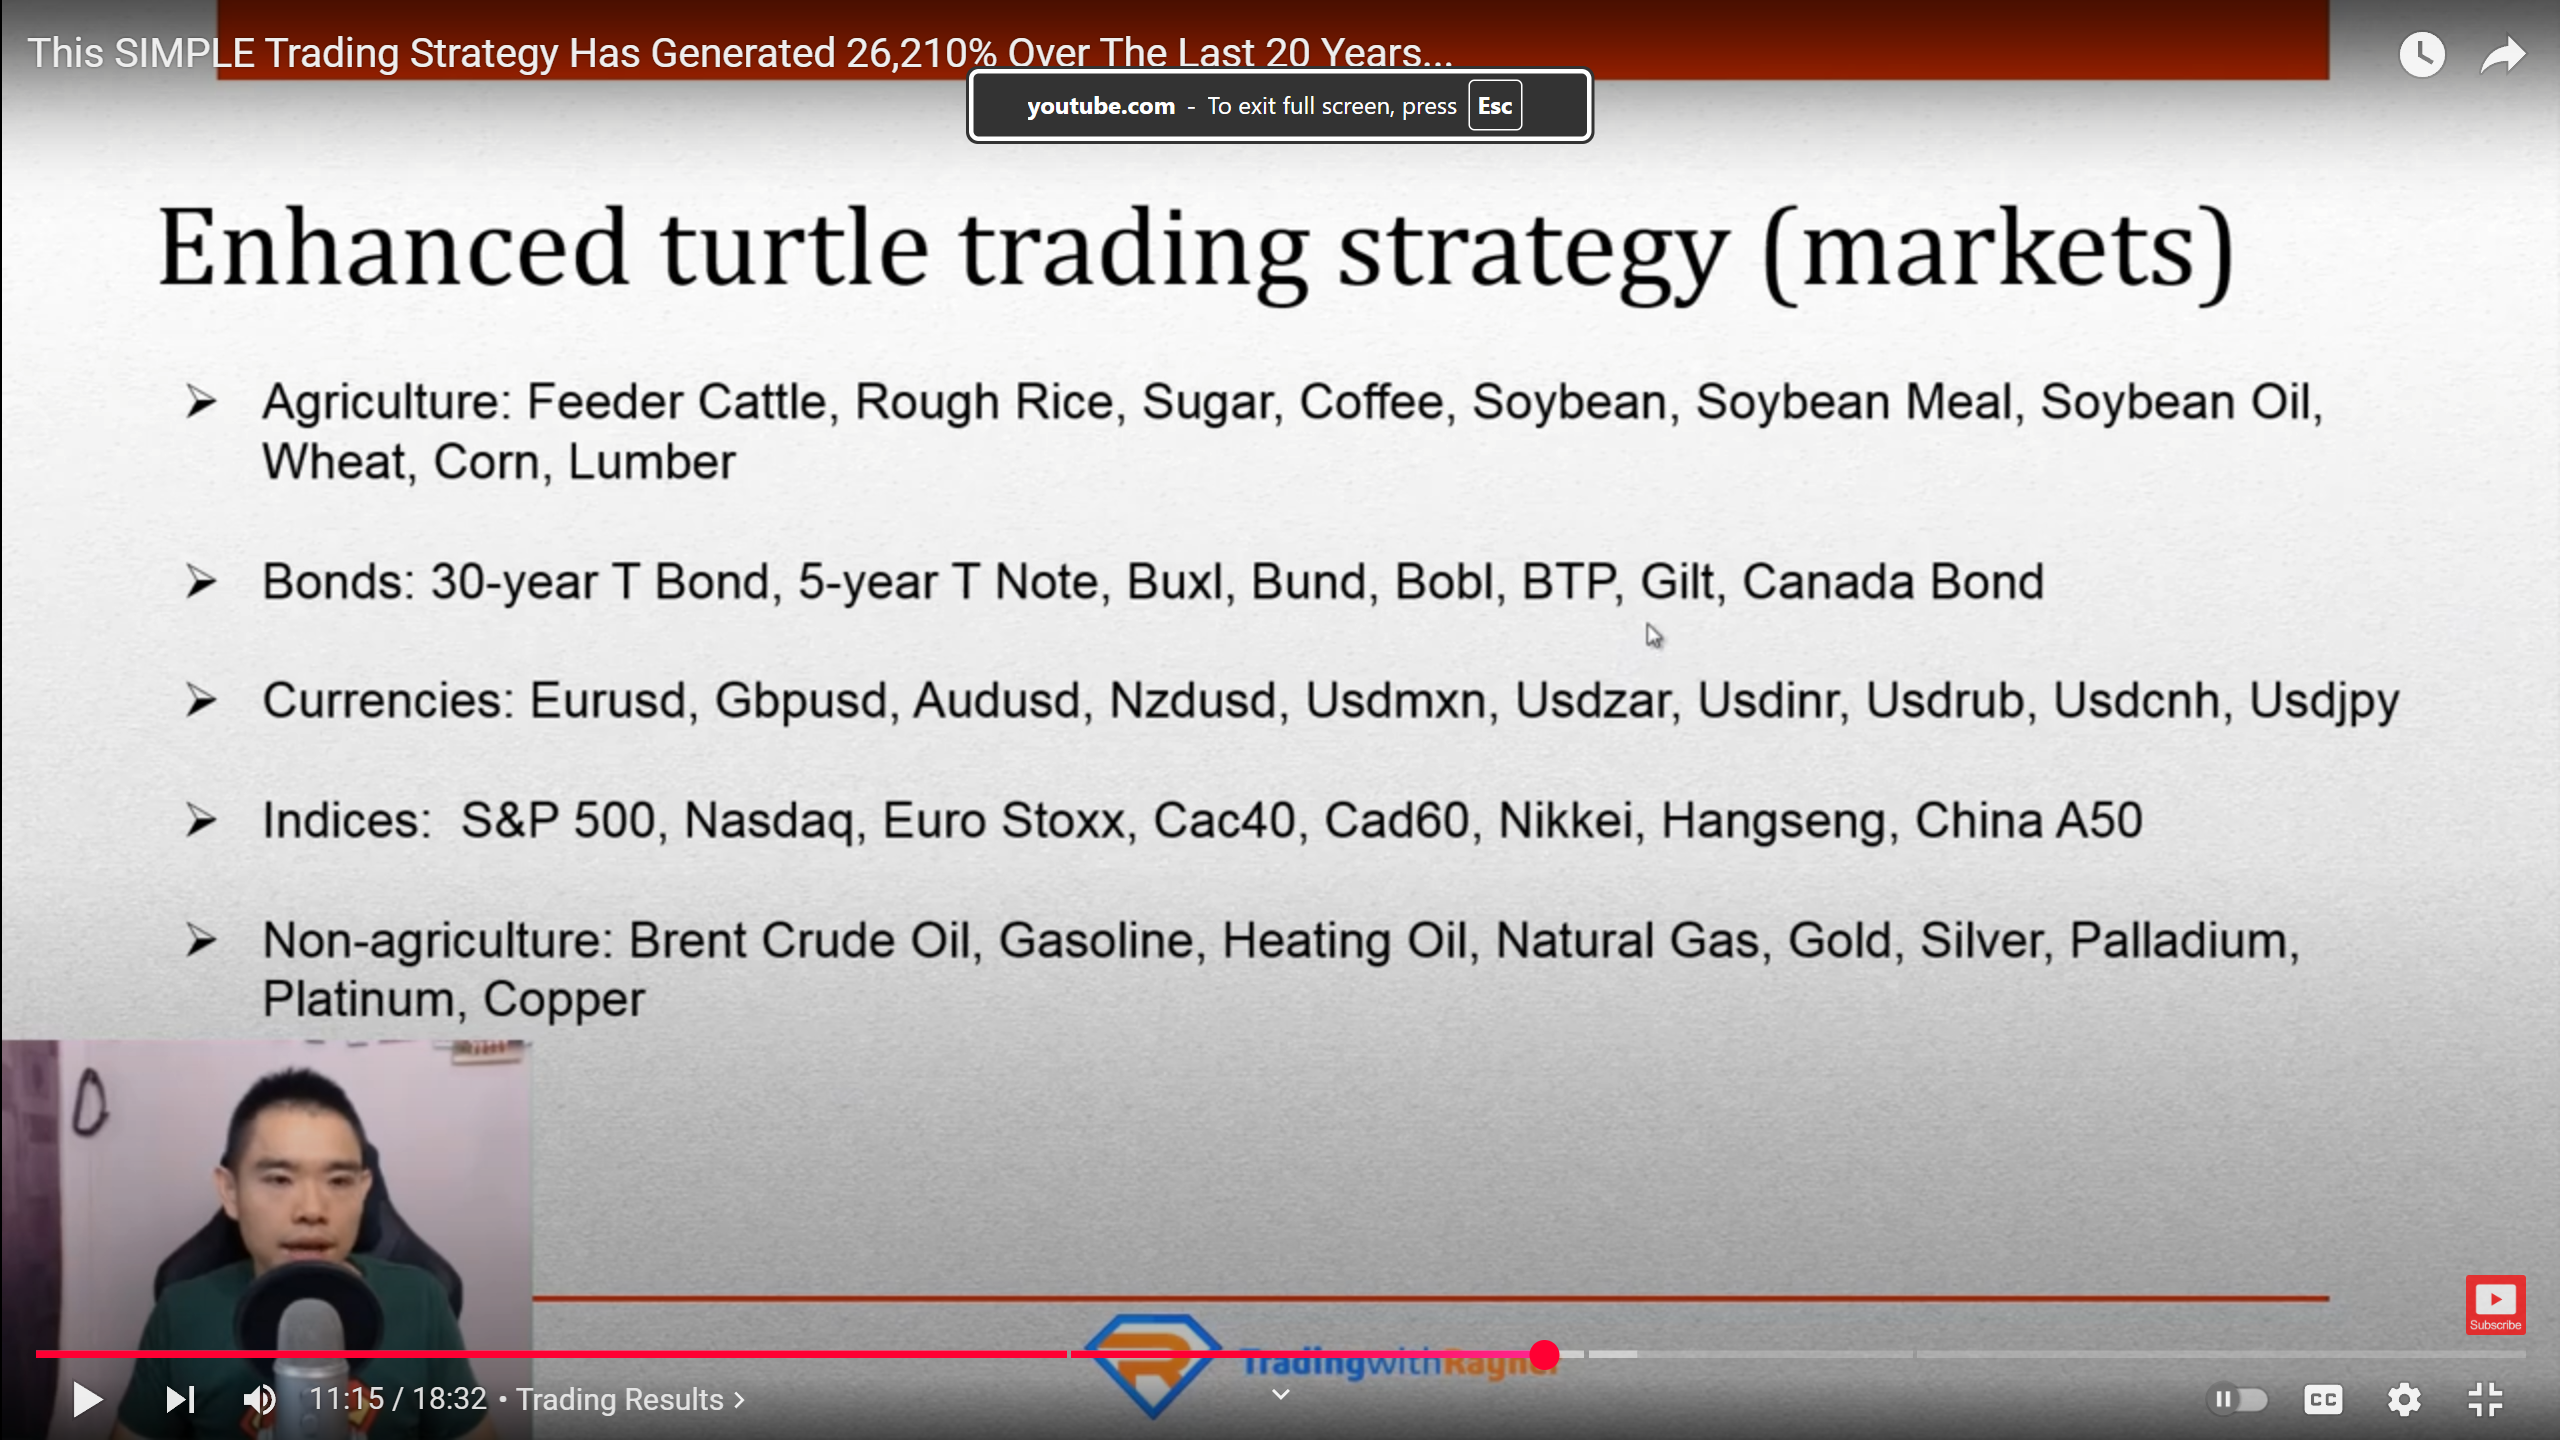 This SIMPLE Trading Strategy Has Generated 26,210% Over The Last 20 Years...
youtube.com - To exit full screen, press Esc
Enhanced turtle trading strategy (markets)
Agriculture: Feeder Cattle, Rough Rice, Sugar, Coffee, Soybean, Soybean Meal, Soybean Oil,
Wheat, Corn, Lumber
Bonds: 30-year T Bond, 5-year T Note, Buxl, Bund, Bobl, BTP, Gilt, Canada Bond
Currencies: Eurusd, Gbpusd, Audusd, Nzdusd, Usdmxn, Usdzar, Usdinr, Usdrub, Usdcnh, Usdjpy
Indices: S&P 500, Nasdaq, Euro Stoxx, Cac40, Cad60, Nikkei, Hangseng, China A50
Non-agriculture: Brent Crude Oil, Gasoline, Heating Oil, Natural Gas, Gold, Silver, Palladium,
Platinum, Copper
Subscribe
TradingwithRayner
11:15 / 18:32 • Trading Results >
CC